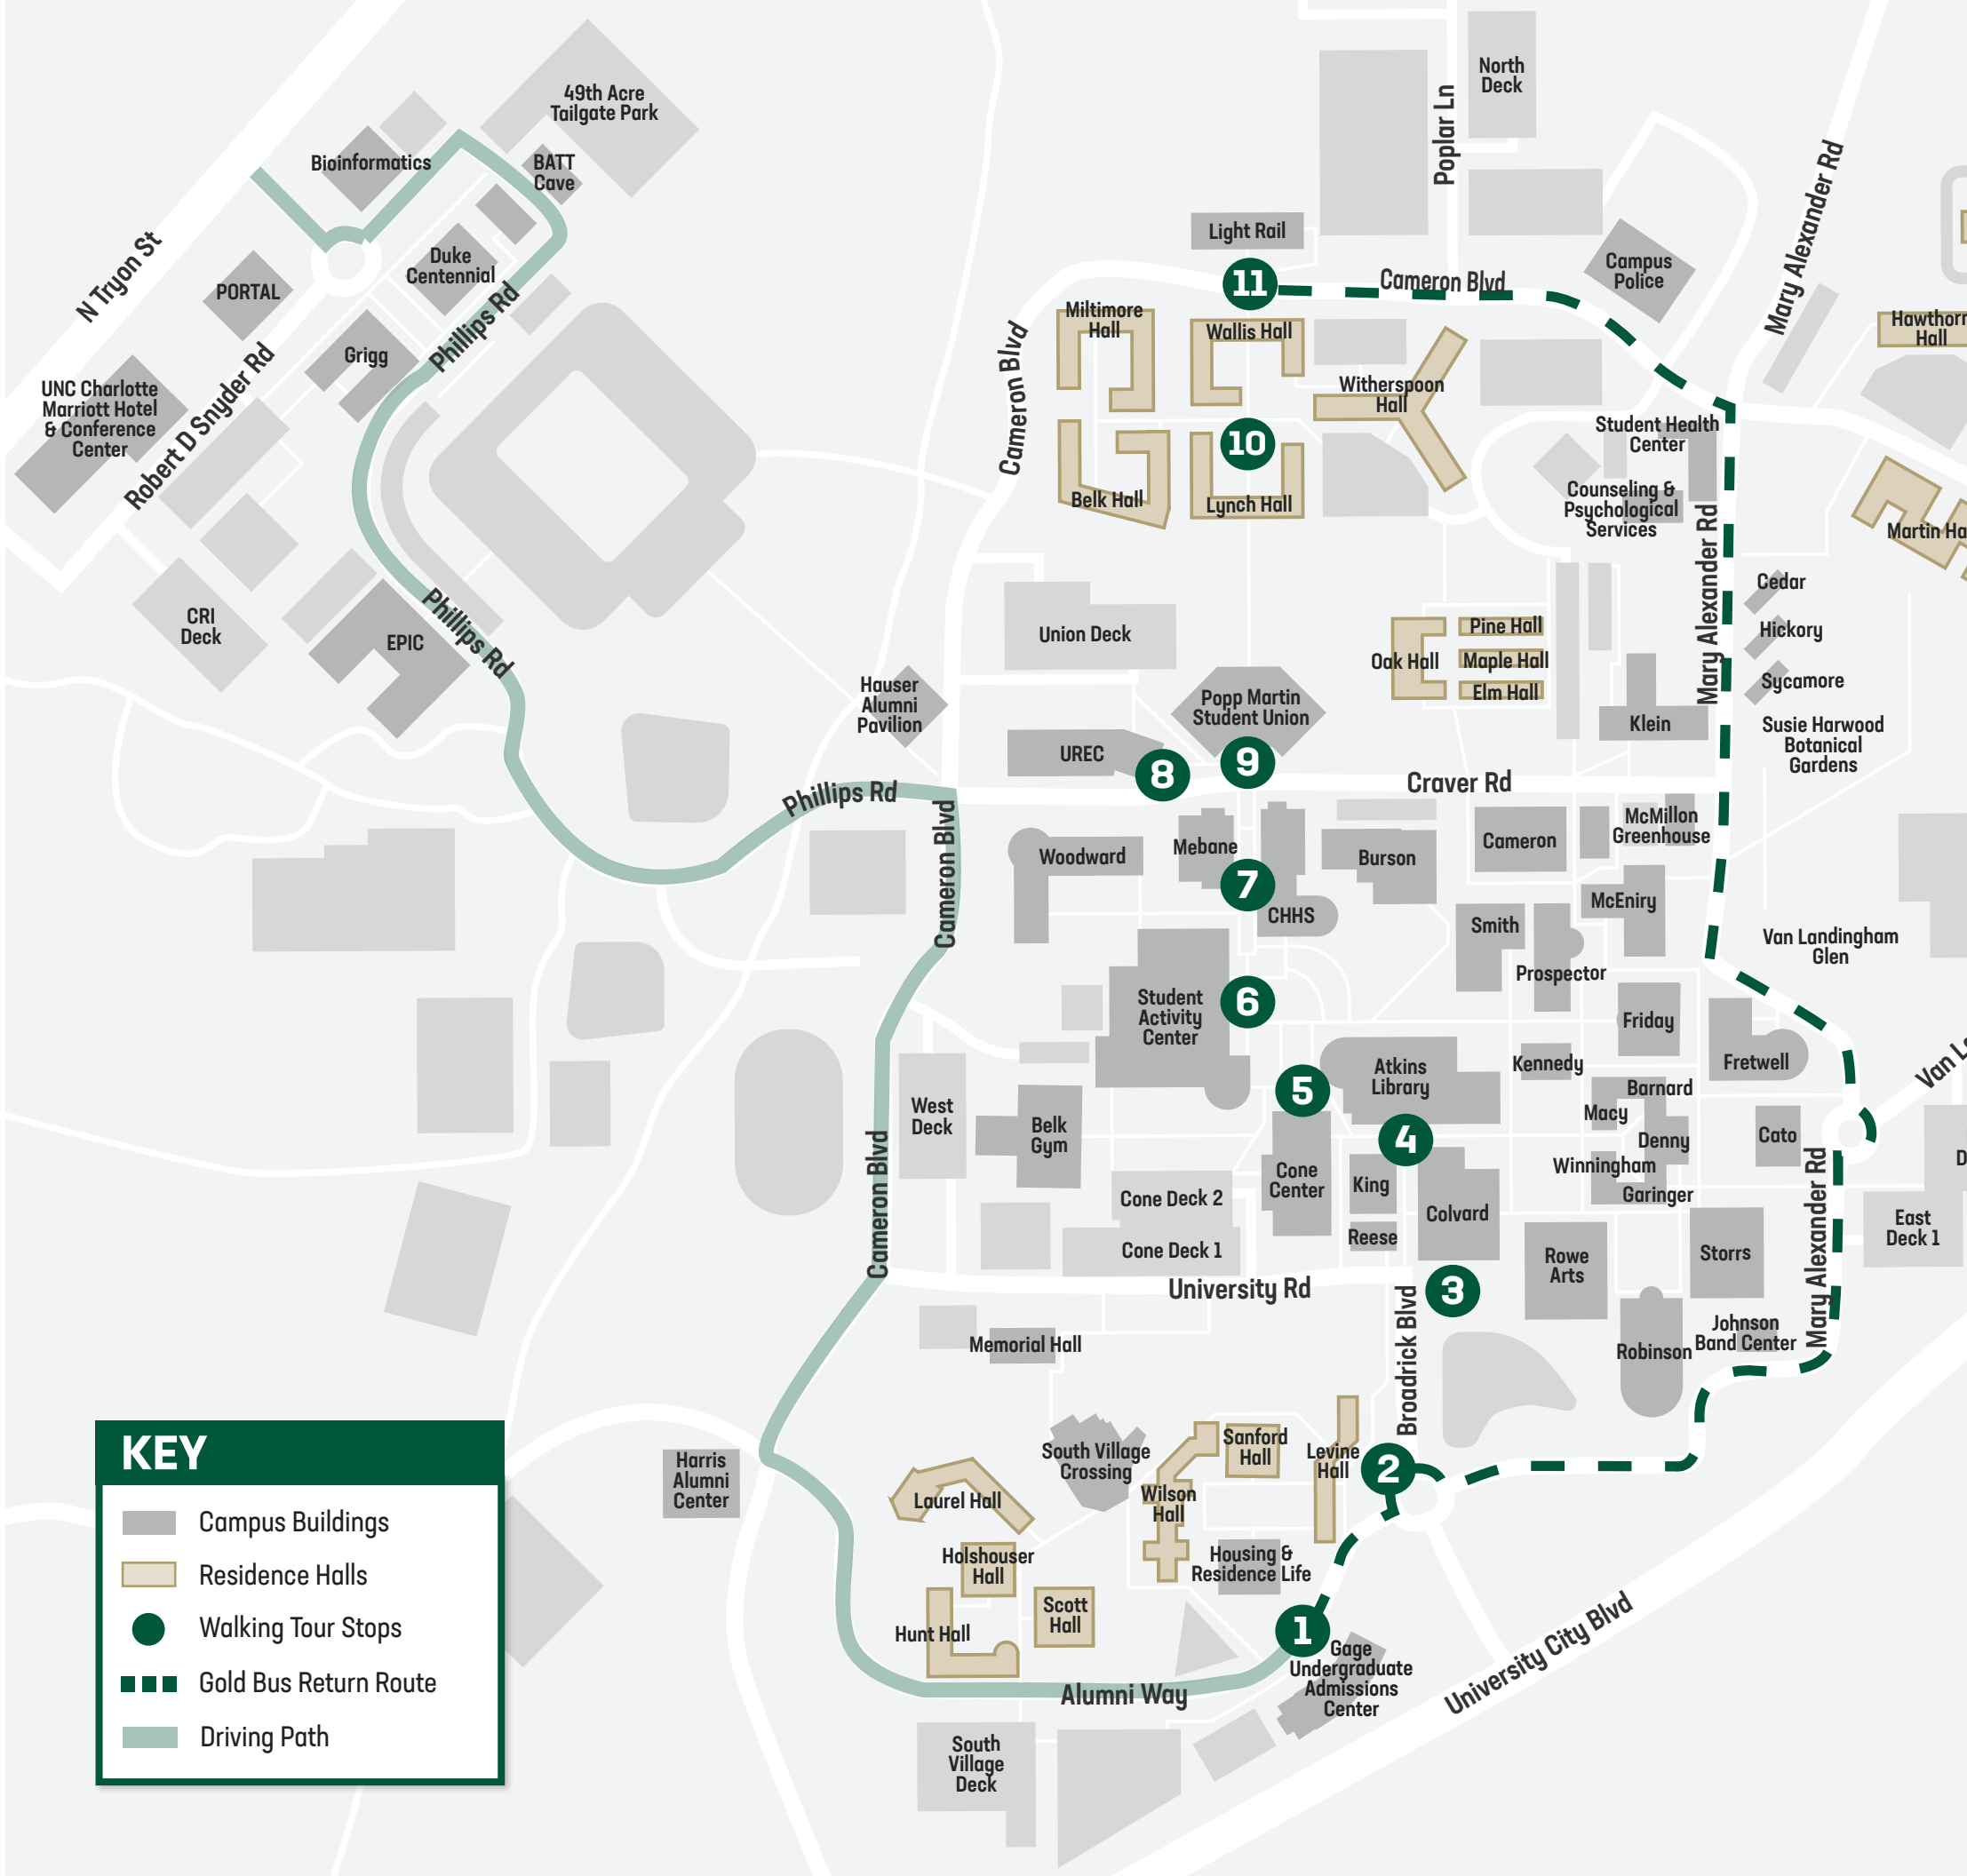 49th Acre
Tailgate Park
North
Deck
Bioinformatics
BATT
Cave
Poplar Ln
Mary Alexander Rd
N Tryon St
Light Rail
Duke
Centennial
Campus
Police
PORTAL
11
Cameron Blvd
Phillips Rd
Miltimore
Hall
Wallis Hall
Hawthorn
Hall
Grigg
Cameron Blvd
UNC Charlotte
Marriott Hotel
& Conference
Center
Robert D Snyder Rd
Witherspoon
Hall
Student Health
Center
10
Belk Hall
Lynch Hall
Counseling &
Psychological
Services
Martin Ha
Mary Alexander Rd
Cedar
CRI
Deck
EPIC
Phillips Rd
Union Deck
Pine Hall
Hickory
Oak Hall
Maple Hall
Sycamore
Elm Hall
Hauser
Alumni
Pavilion
Popp Martin
Student Union
Klein
Susie Harwood
Botanical
Gardens
UREC
8
9
Craver Rd
Phillips Rd
Cameron Blvd
McMillon
Greenhouse
Woodward
Mebane
Burson
Cameron
7
CHHS
McEniry
Smith
Van Landingham
Glen
Prospector
6
Student
Activity
Center
Friday
Fretwell
Kennedy
Atkins
Library
5
Barnard
Van L
Macy
West
Deck
Belk
Gym
4
Denny
Cato
Winningham
D
Cone
Center
King
Garinger
Cone Deck 2
Colvard
Mary Alexander Rd
East
Deck 1
Cameron Blvd
Reese
Cone Deck 1
Rowe
Arts
Storrs
University Rd
3
Broadrick Blvd
Memorial Hall
Johnson
Band Center
Robinson
KEY
Campus Buildings
Residence Halls
Walking Tour Stops
Gold Bus Return Route
Driving Path
Harris
Alumni
Center
South Village
Crossing
Sanford
Hall
Levine
Hall
2
Laurel Hall
Wilson
Hall
Holshouser
Hall
Housing &
Residence Life
Scott
Hall
Hunt Hall
1
Gage
Undergraduate
Admissions
Center
University City Blvd
Alumni Way
South
Village
Deck